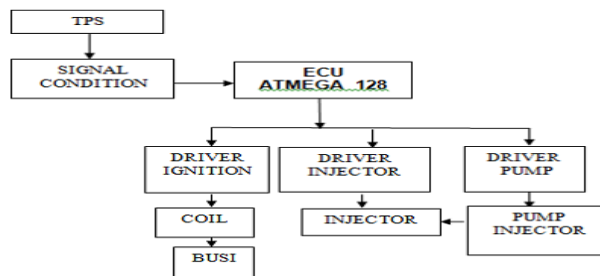 TPS
SIGNAL
CONDITION
ECU
ATMEGA 128
DRIVER
IGNITION
DRIVER
INJECTOR
DRIVER
PUMP
COIL
INJECTOR
PUMP
INJECTOR
BUSI